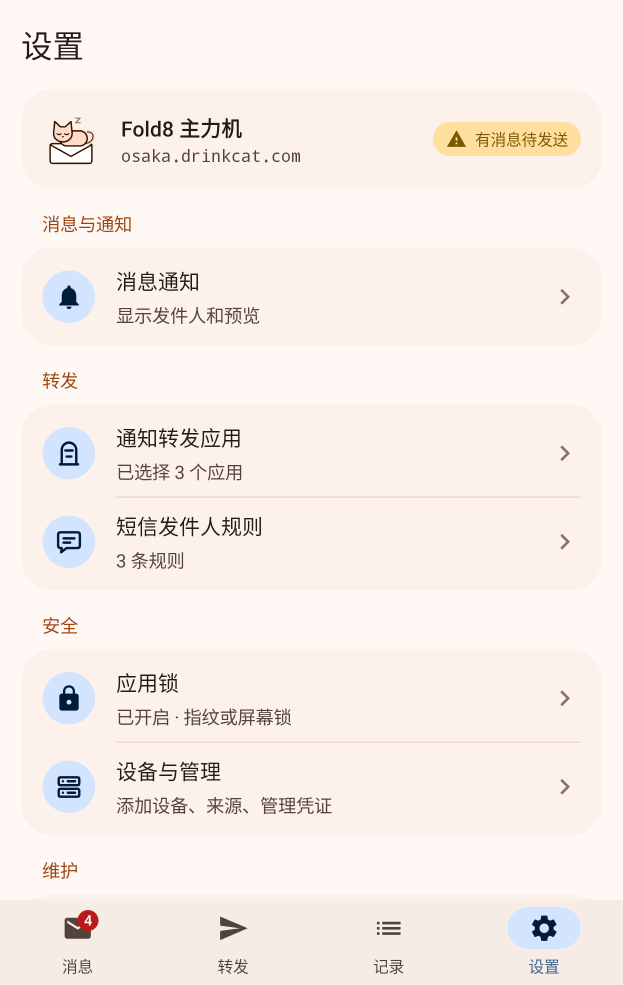 设置
Fold8 主力机
osaka.drinkcat.com
有消息待发送
消息与通知
消息通知
显示发件人和预览
转发
通知转发应用
已选择 3 个应用
短信发件人规则
3 条规则
安全
应用锁
已开启 · 指纹或屏幕锁
设备与管理
添加设备、来源、管理凭证
维护
4
消息
转发
记录
设置